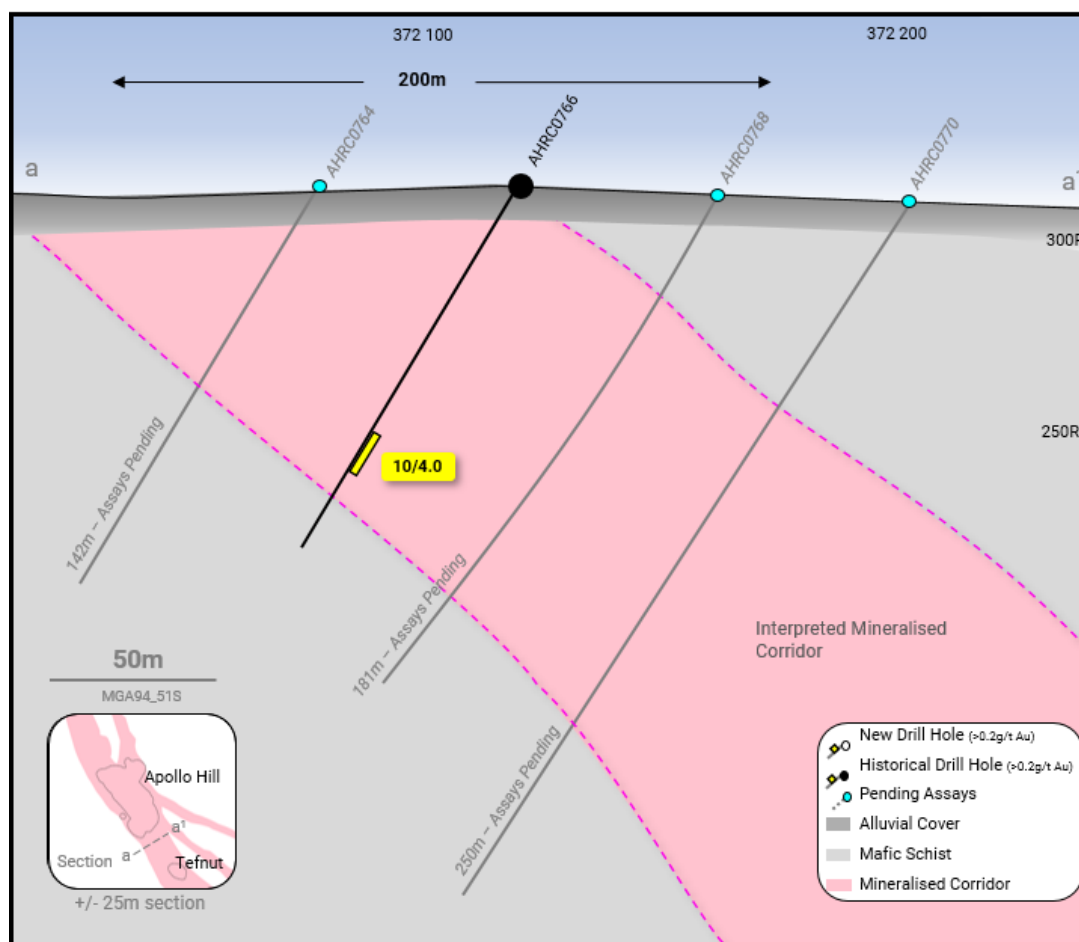 372 100
372 200
200m
AHRC0764
AHRC0766
AHRC0768
AHRC0770
a
a
300R
250R
10/4.0
142m – Assays Pending
181m – Assays Pending
250m – Assays Pending
Interpreted Mineralised
Corridor
50m
MGA94_51S
Apollo Hill
a¹
a
Section
Tefnut
+/- 25m section
New Drill Hole (>0.2g/t Au)
Historical Drill Hole (>0.2g/t Au)
Pending Assays
Alluvial Cover
Mafic Schist
Mineralised Corridor